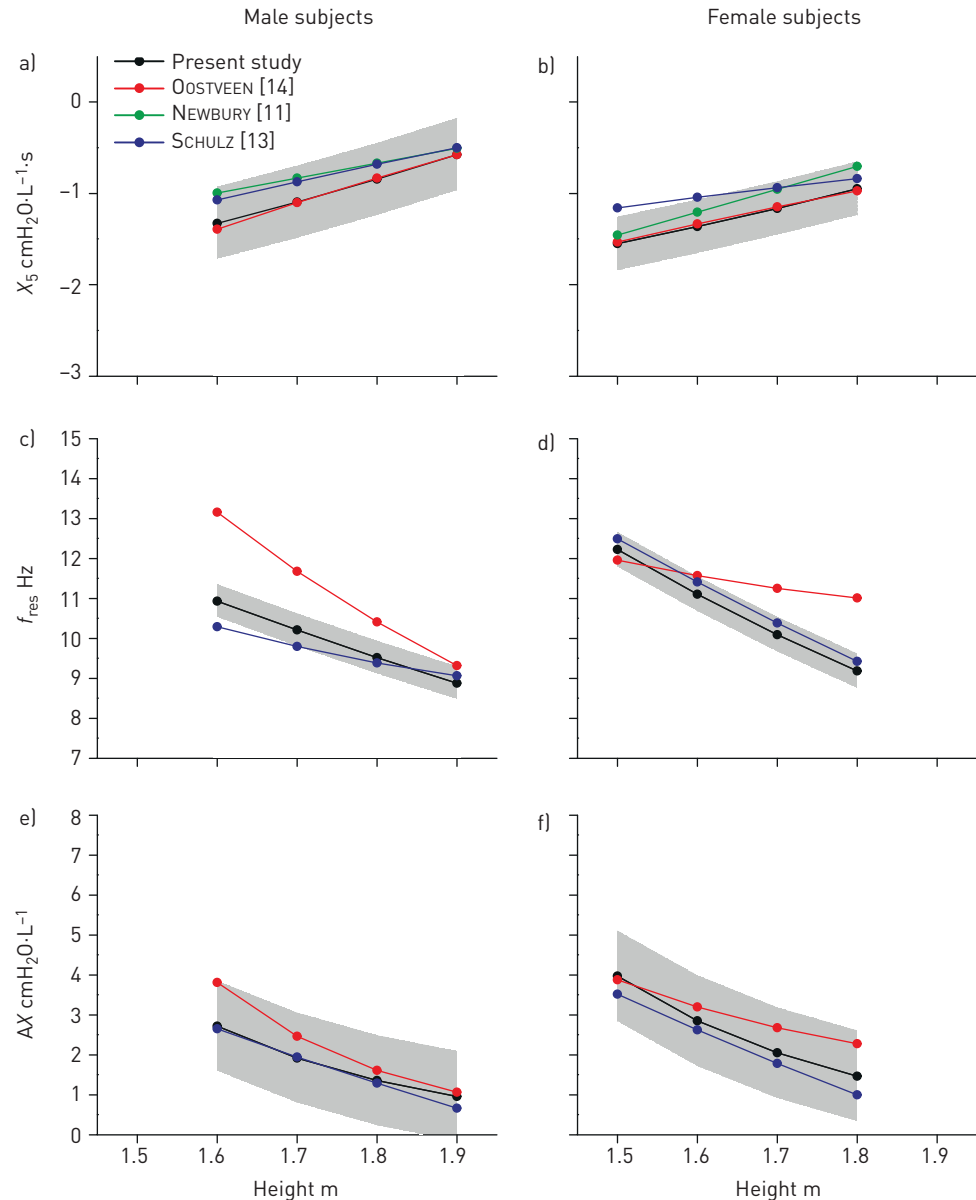 Male subjects
Female subjects
a)
Present study
OOSTVEEN [14]
NEWBURY [11]
SCHULZ [13]
b)
0
–1
–2
–3
X₅ cmH₂O·L⁻¹·s
c)
d)
15
14
13
12
11
10
9
8
7
fres Hz
e)
f)
8
7
6
5
4
3
2
1
0
AX cmH₂O·L⁻¹
1.5 1.6 1.7 1.8 1.9
1.5 1.6 1.7 1.8 1.9
Height m
Height m